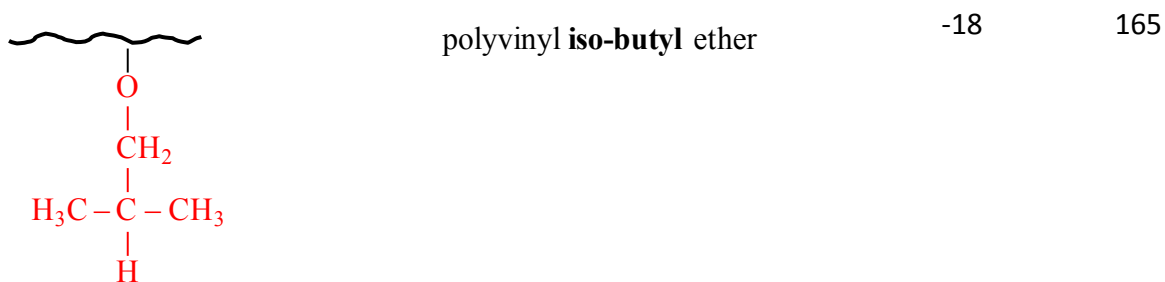 polyvinyl iso-butyl ether -18 165
O
CH₂
H₃C – C – CH₃
H